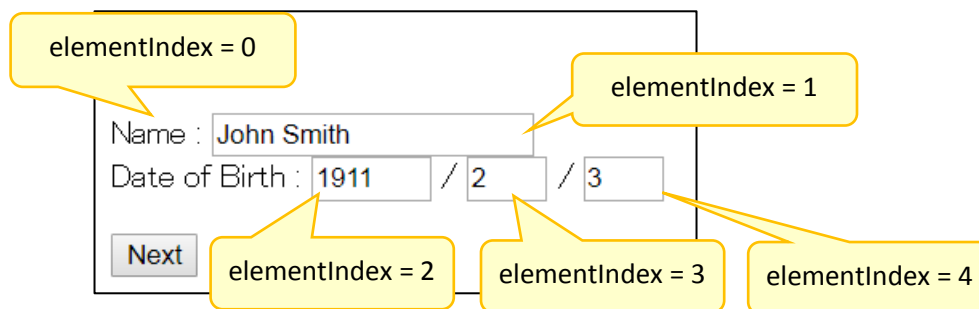 elementIndex = 0
elementIndex = 1
Name : John Smith
Date of Birth : 1911 / 2 / 3
Next
elementIndex = 2
elementIndex = 3
elementIndex = 4